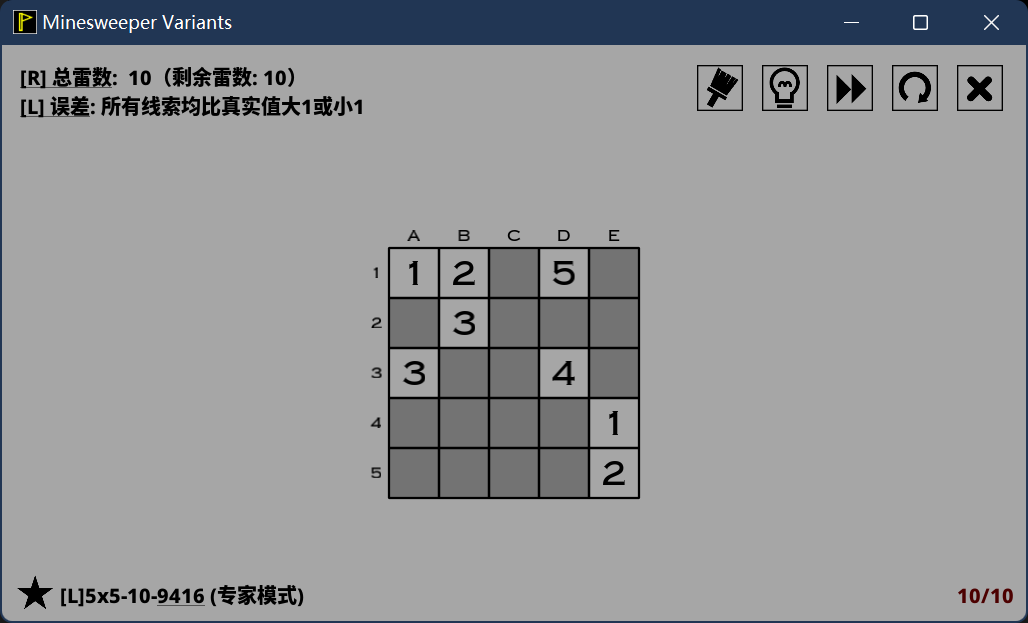 Minesweeper Variants
[R] 总雷数: 10（剩余雷数: 10）
[L] 误差: 所有线索均比真实值大1或小1
A B C D E
1 1 2 5
2 3
3 3 4
4 1
5 2
[L]5x5-10-9416 (专家模式)
10/10